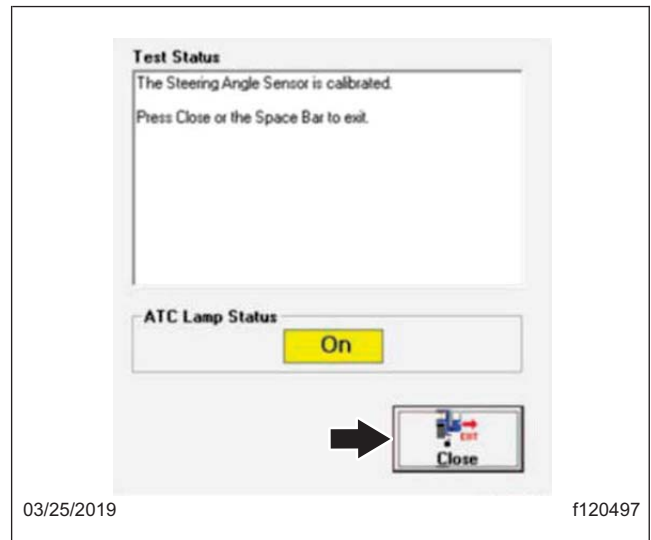 Test Status
The Steering Angle Sensor is calibrated.
Press Close or the Space Bar to exit.
ATC Lamp Status
On
EXIT
Close
03/25/2019
f120497